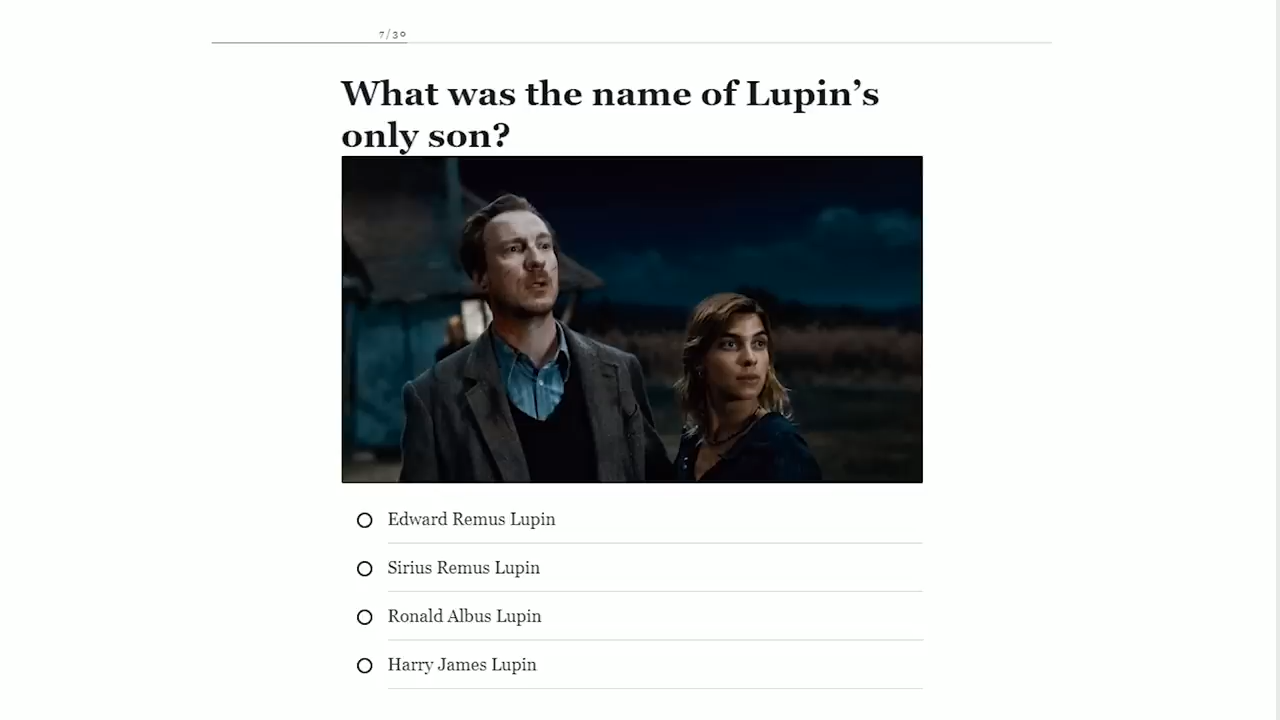 7/30
What was the name of Lupin’s
only son?
Edward Remus Lupin
Sirius Remus Lupin
Ronald Albus Lupin
Harry James Lupin